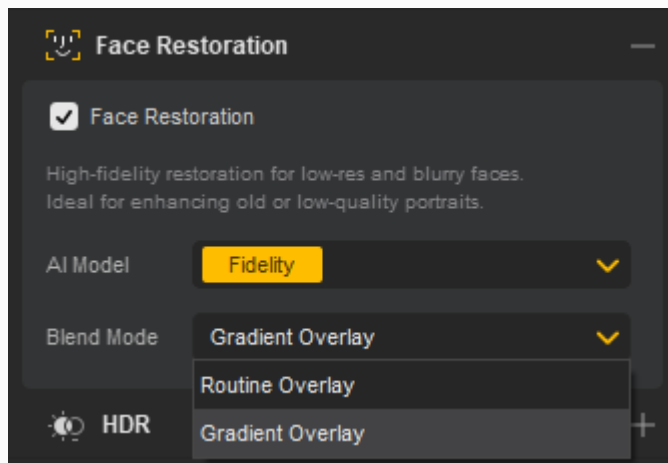 Face Restoration
Face Restoration
High-fidelity restoration for low-res and blurry faces.
Ideal for enhancing old or low-quality portraits.
AI Model Fidelity
Blend Mode Gradient Overlay
Routine Overlay
HDR
Gradient Overlay